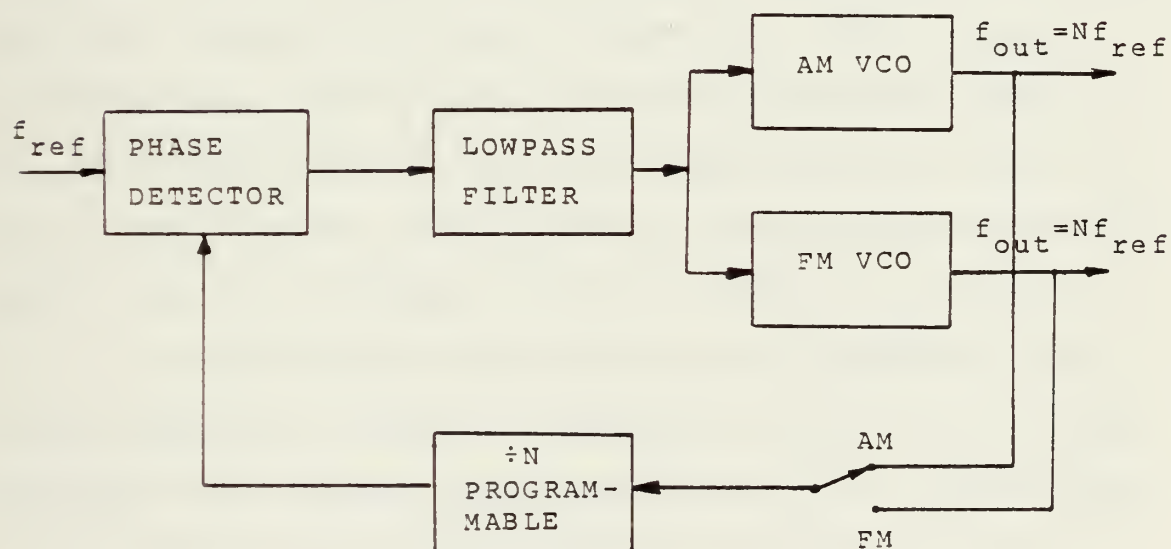 f_out=Nf_ref
AM VCO
f_ref
PHASE
DETECTOR
LOWPASS
FILTER
f_out=Nf_ref
FM VCO
÷N
PROGRAM-
MABLE
AM
FM